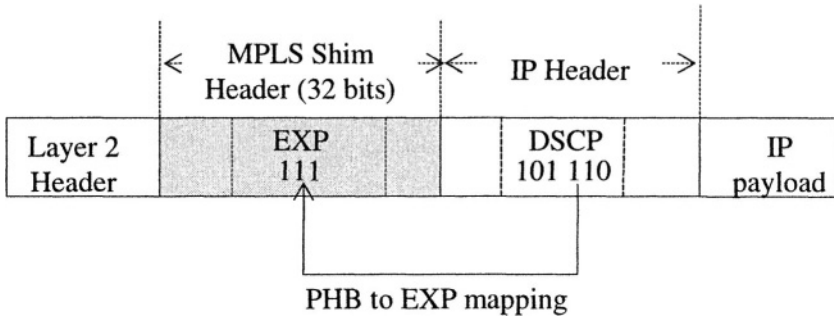 MPLS Shim
Header (32 bits)
IP Header
Layer 2
Header
EXP
111
DSCP
101 110
IP
payload
PHB to EXP mapping